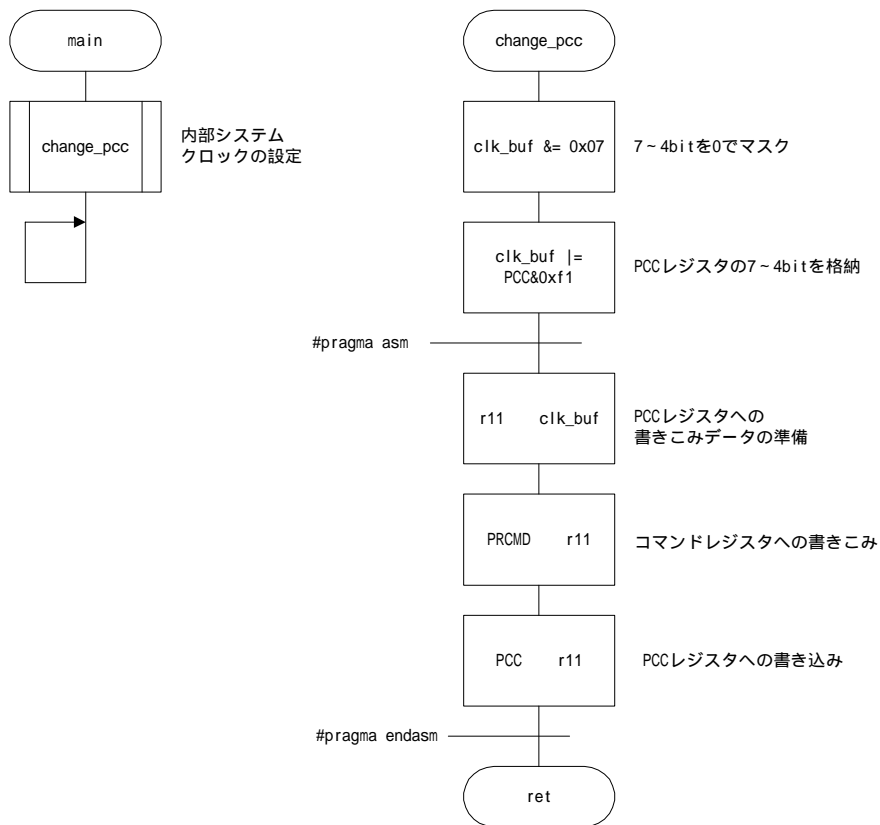 main
change_pcc
内部システム
クロックの設定
change_pcc
clk_buf &= 0x07
7~4bitを0でマスク
clk_buf |=
PCC&0xf1
PCCレジスタの7~4bitを格納
#pragma asm
r11 clk_buf
PCCレジスタへの
書きこみデータの準備
PRCMD r11
コマンドレジスタへの書きこみ
PCC r11
PCCレジスタへの書き込み
#pragma endasm
ret